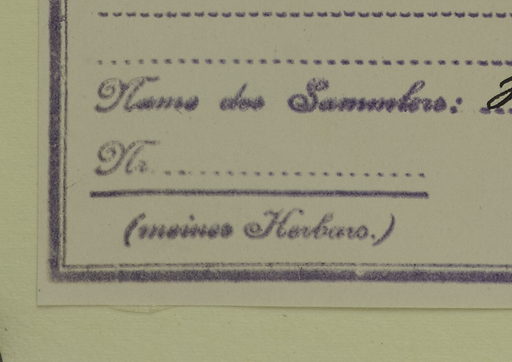 Name des Sammlers:
Nr.
(meines Herbars.)